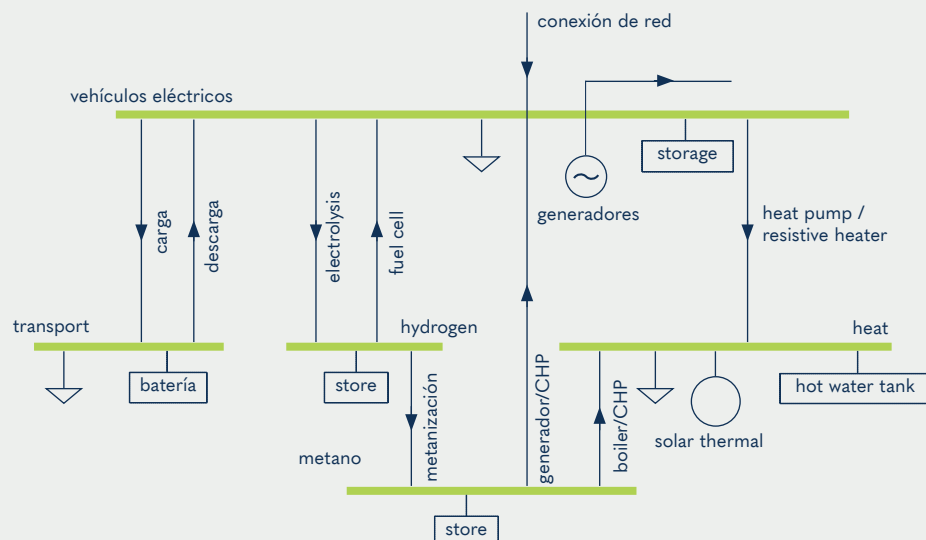 conexión de red
vehículos eléctricos
storage
generadores
carga
descarga
electrolysis
fuel cell
heat pump /
resistive heater
transport
hydrogen
heat
batería
store
metanización
generador/CHP
boiler/CHP
hot water tank
solar thermal
metano
store